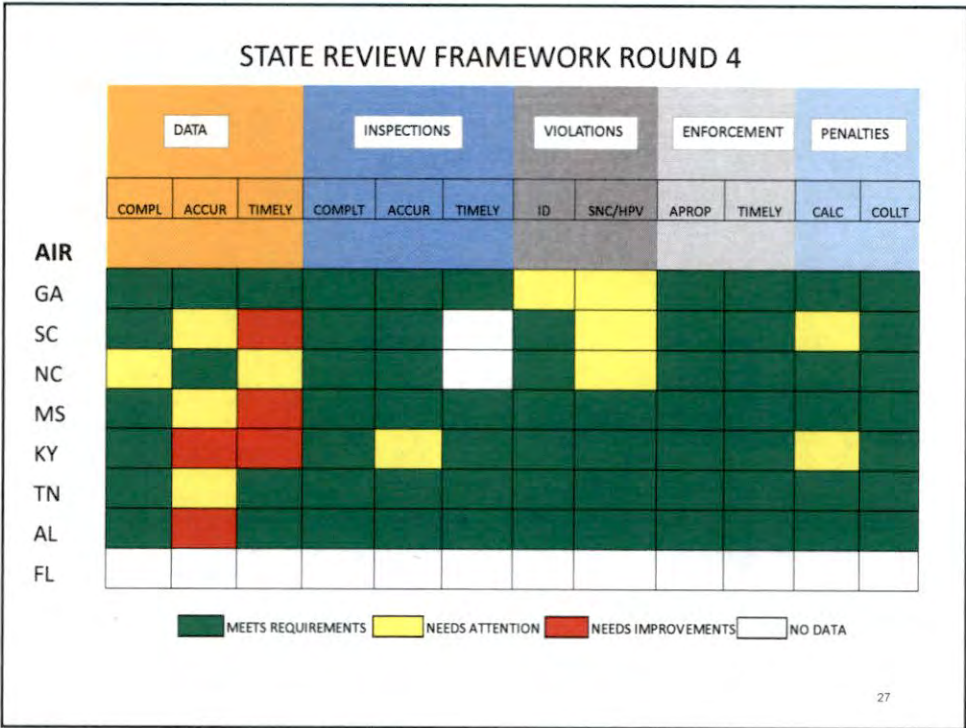 STATE REVIEW FRAMEWORK ROUND 4
DATA INSPECTIONS VIOLATIONS ENFORCEMENT PENALTIES
COMPL ACCUR TIMELY COMPLT ACCUR TIMELY ID SNC/HPV APROP TIMELY CALC COLLT
AIR
GA
SC
NC
MS
KY
TN
AL
FL
MEETS REQUIREMENTS NEEDS ATTENTION NEEDS IMPROVEMENTS NO DATA
27